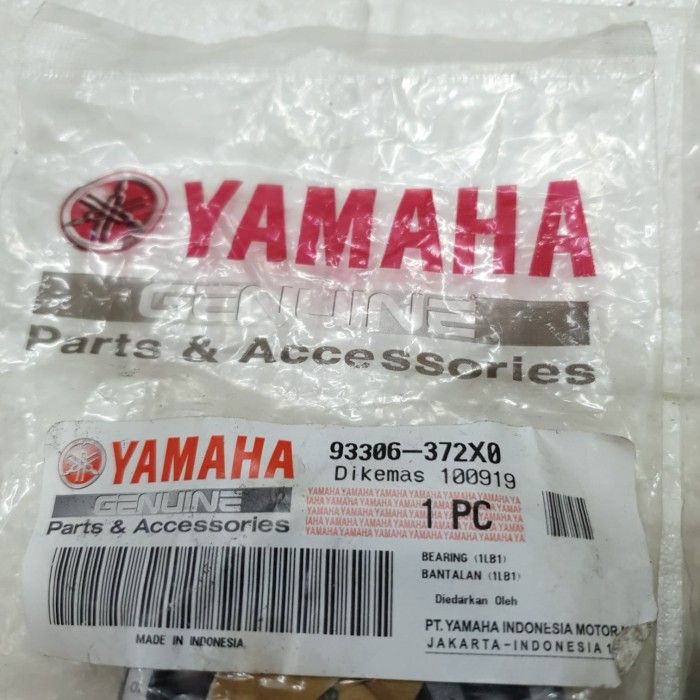 YAMAHA
GENUINE
Parts & Accessories
YAMAHA
GENUINE
Parts & Accessories
93306-372X0
Dikemas 100919
1 PC
BEARING (1LB1)
BANTALAN (1LB1)
Diedarkan Oleh
PT.YAMAHA INDONESIA MOTOR
JAKARTA-INDONESIA
MADE IN INDONESIA